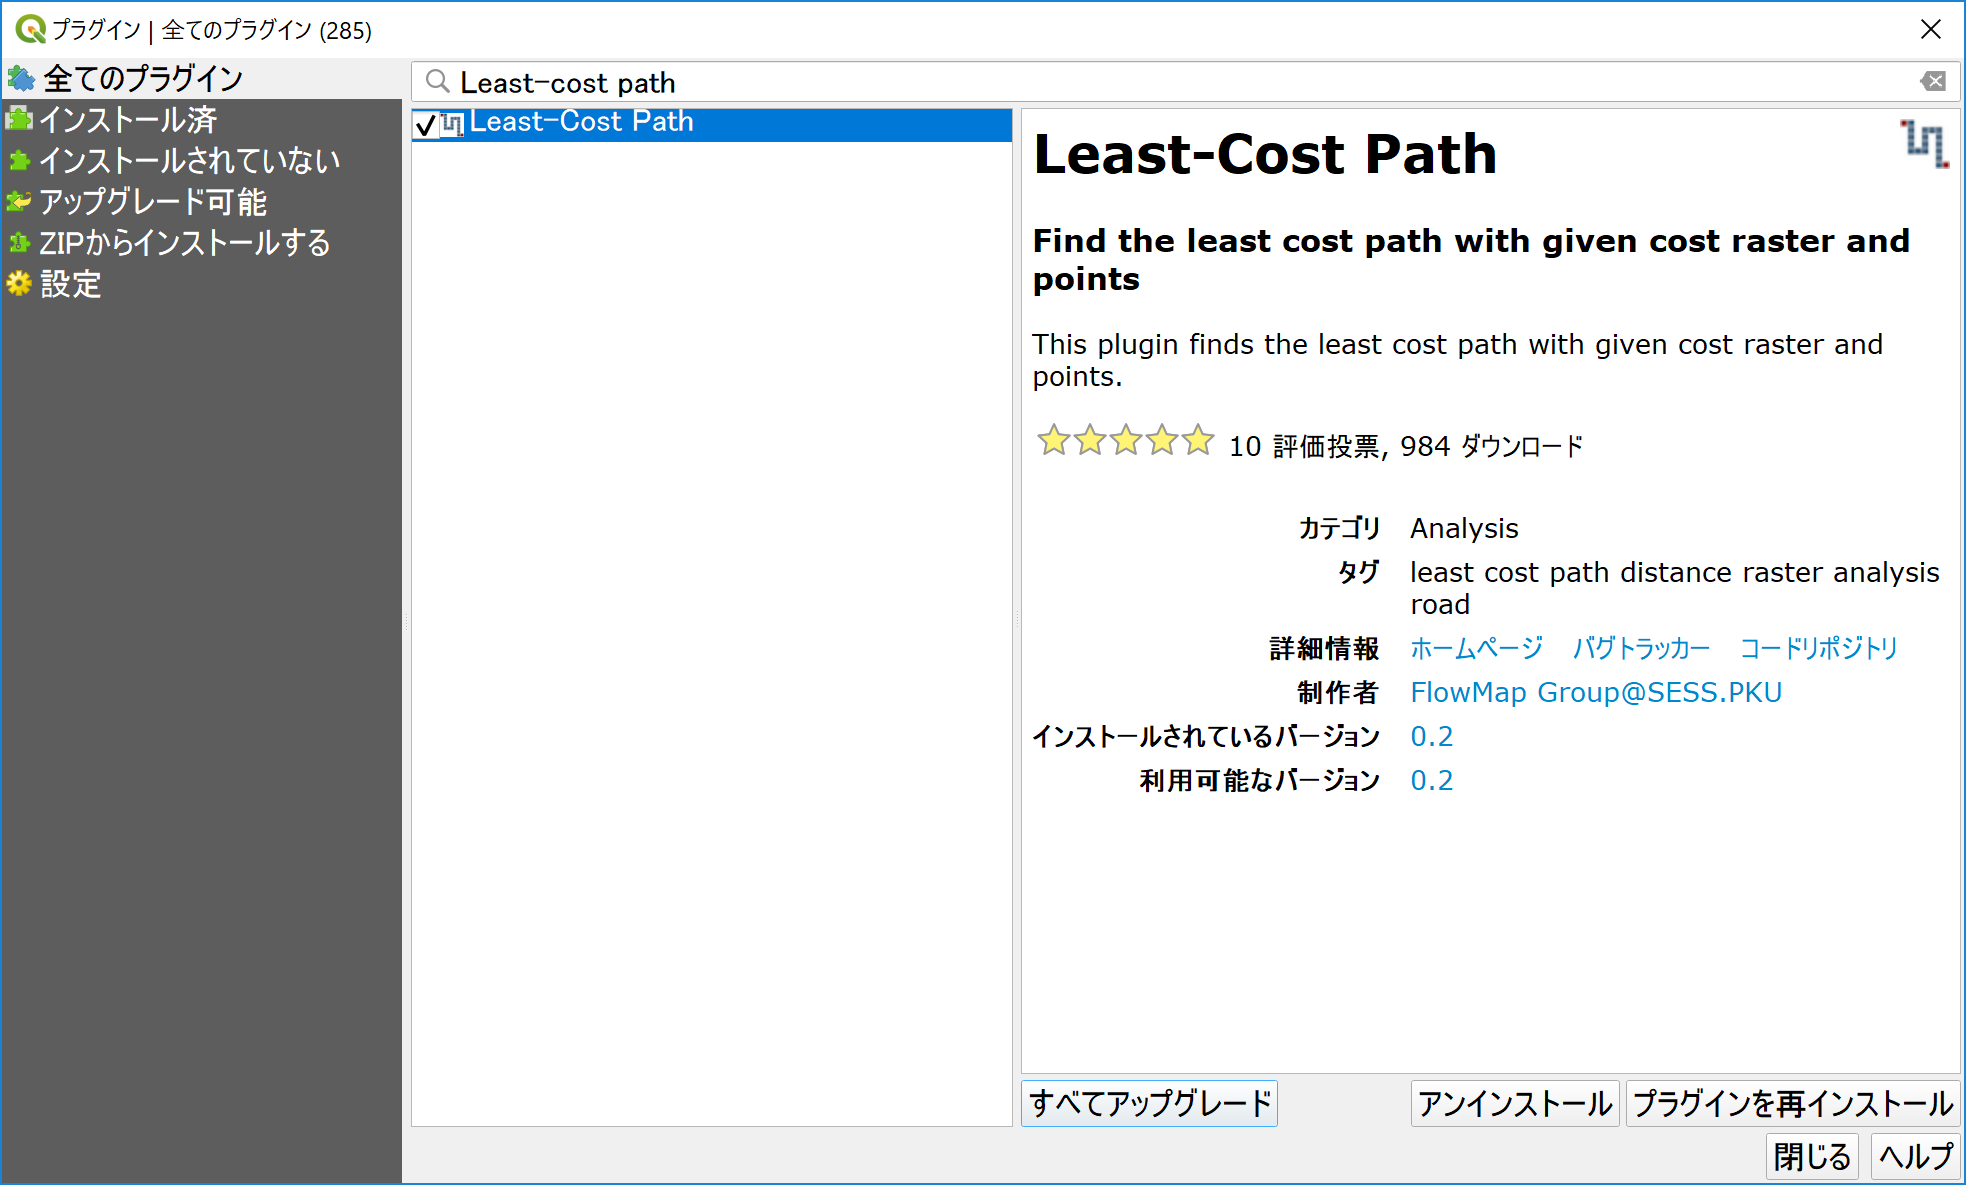 プラグイン | 全てのプラグイン (285)
全てのプラグイン
インストール済
インストールされていない
アップグレード可能
ZIPからインストールする
設定
Least-cost path
Least-Cost Path
Least-Cost Path
Find the least cost path with given cost raster and
points
This plugin finds the least cost path with given cost raster and
points.
10 評価投票, 984 ダウンロード
カテゴリ Analysis
タグ least cost path distance raster analysis
road
詳細情報 ホームページ バグトラッカー コードリポジトリ
制作者 FlowMap Group@SESS.PKU
インストールされているバージョン 0.2
利用可能なバージョン 0.2
すべてアップグレード アンインストール プラグインを再インストール
閉じる ヘルプ